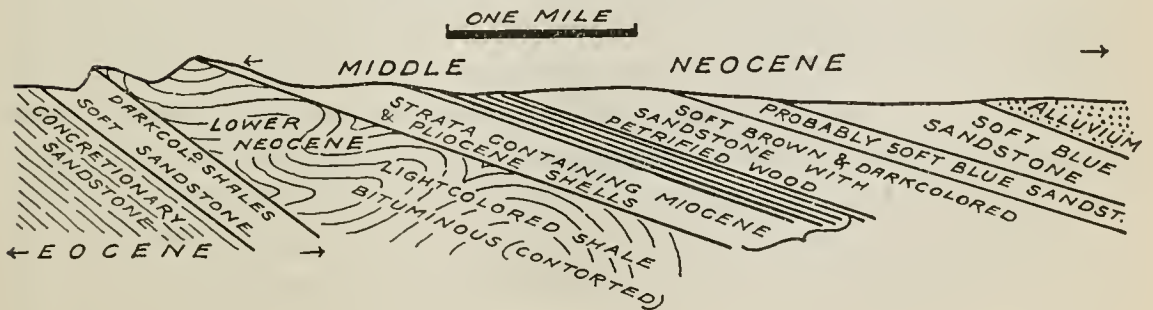 ONE MILE
← MIDDLE NEOCENE →
ALLUVIUM
SOFT BLUE
SANDSTONE
PROBABLY SOFT BLUE SANDST.
SOFT BROWN & DARKCOLORED
SANDSTONE WITH
PETRIFIED WOOD
STRATA CONTAINING MIOCENE
& PLIOCENE SHELLS
LOWER
NEOCENE
LIGHTCOLORED SHALE
BITUMINOUS (CONTORTED)
DARKCOLD SHALES
SOFT
SANDSTONE
CONCRETIONARY
SANDSTONE
← EOCENE →